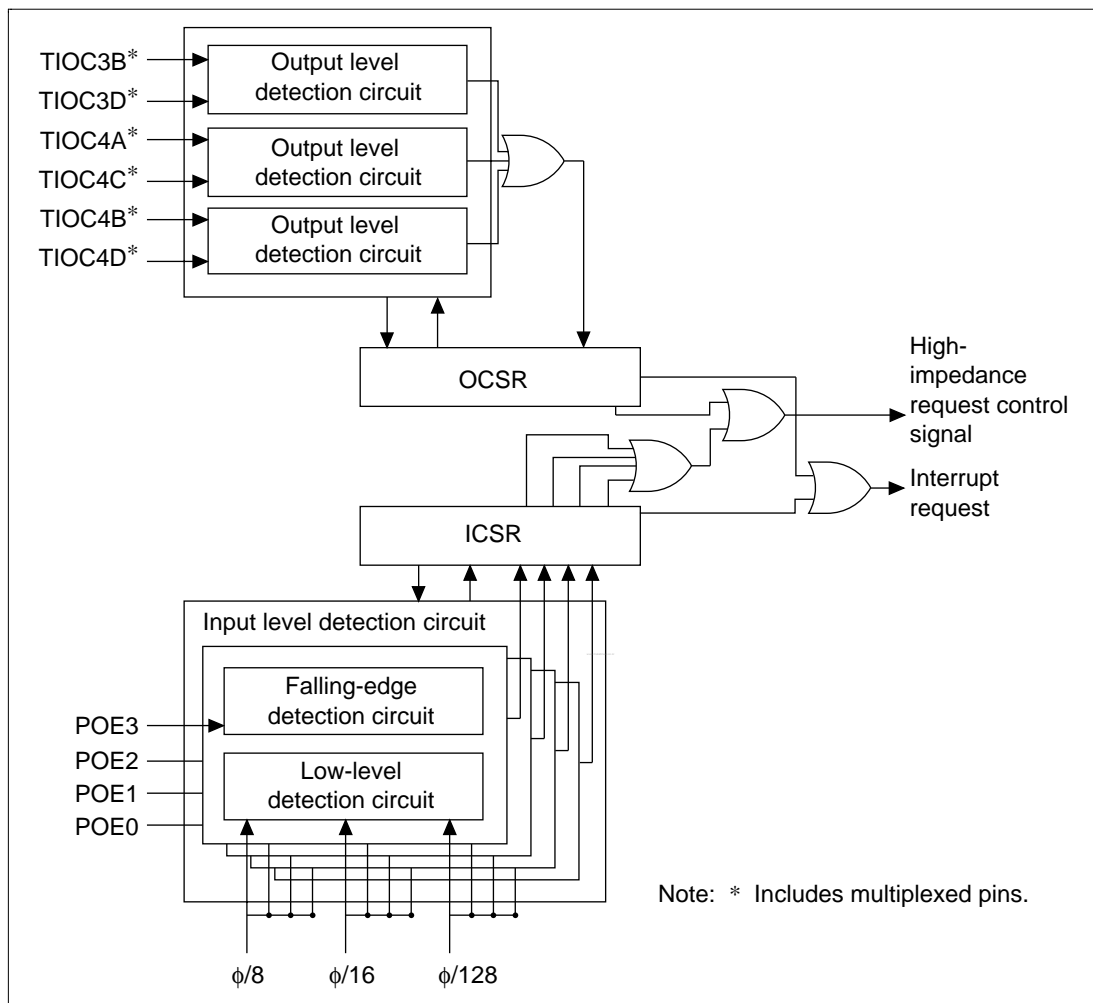 TIOC3B*
TIOC3D*
TIOC4A*
TIOC4C*
TIOC4B*
TIOC4D*
Output level
detection circuit
Output level
detection circuit
Output level
detection circuit
OCSR
High-
impedance
request control
signal
Interrupt
request
ICSR
Input level detection circuit
Falling-edge
detection circuit
Low-level
detection circuit
POE3
POE2
POE1
POE0
Note: * Includes multiplexed pins.
ϕ/8
ϕ/16
ϕ/128